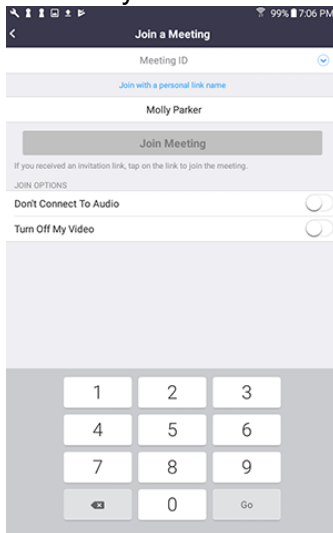 99% 7:06 PM
Join a Meeting
Meeting ID
Join with a personal link name
Molly Parker
Join Meeting
If you received an invitation link, tap on the link to join the meeting.
JOIN OPTIONS
Don't Connect To Audio
Turn Off My Video
1 2 3
4 5 6
7 8 9
0 Go